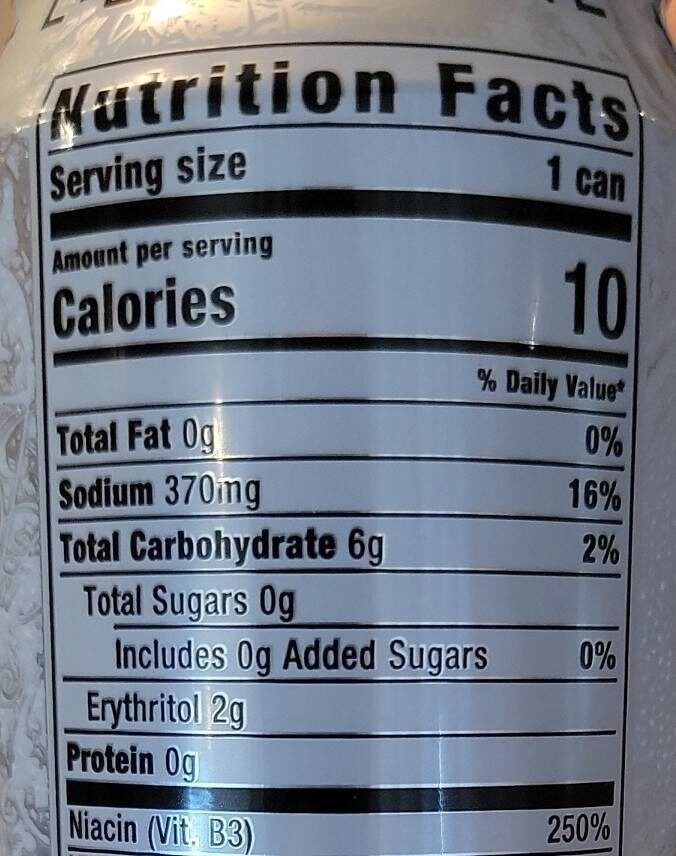 Nutrition Facts
Serving size 1 can
Amount per serving
Calories 10
% Daily Value*
Total Fat 0g 0%
Sodium 370mg 16%
Total Carbohydrate 6g 2%
Total Sugars 0g
Includes 0g Added Sugars 0%
Erythritol 2g
Protein 0g
Niacin (Vit. B3) 250%